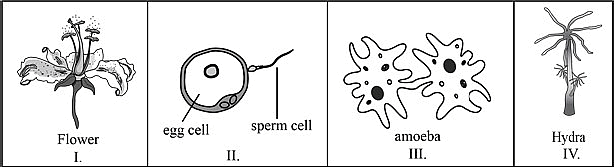 Flower
I.
egg cell
sperm cell
II.
amoeba
III.
Hydra
IV.